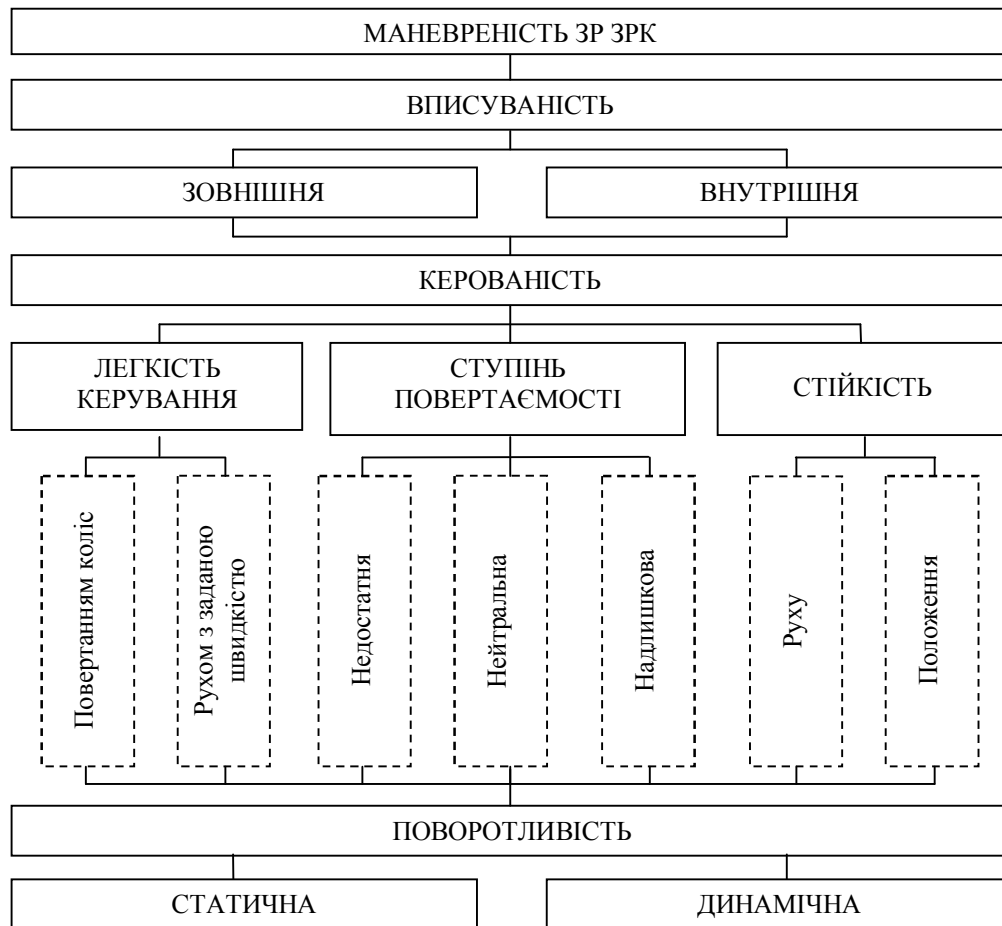 МАНЕВРЕНІСТЬ ЗР ЗРК
ВПИСУВАНІСТЬ
ЗОВНІШНЯ
ВНУТРІШНЯ
КЕРОВАНІСТЬ
ЛЕГКІСТЬ
КЕРУВАННЯ
СТУПІНЬ
ПОВЕРТАЄМОСТІ
СТІЙКІСТЬ
Повертанням коліс
Рухом з заданою
швидкістю
Недостатня
Нейтральна
Надлишкова
Руху
Положення
ПОВОРОТЛИВІСТЬ
СТАТИЧНА
ДИНАМІЧНА